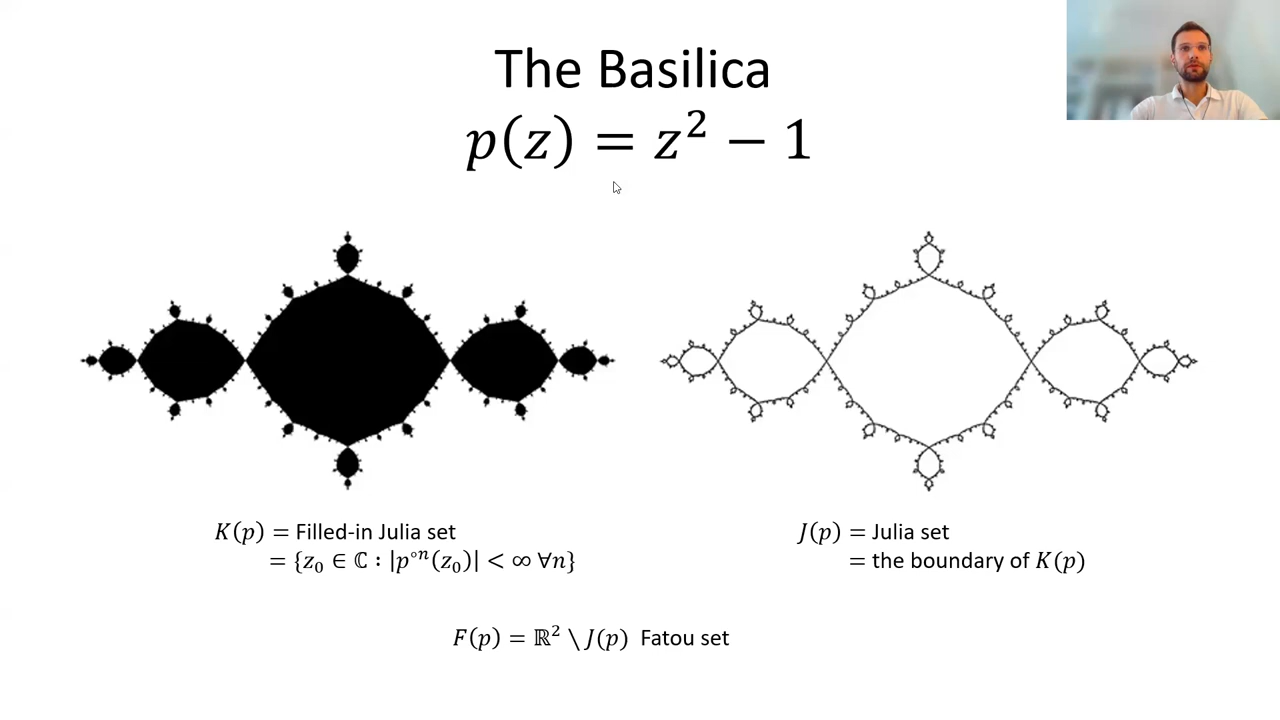 The Basilica
p(z) = z² − 1
K(p) = Filled-in Julia set
= {z₀ ∈ ℂ : |p°ⁿ(z₀)| < ∞ ∀n}
J(p) = Julia set
= the boundary of K(p)
F(p) = ℝ² \ J(p) Fatou set